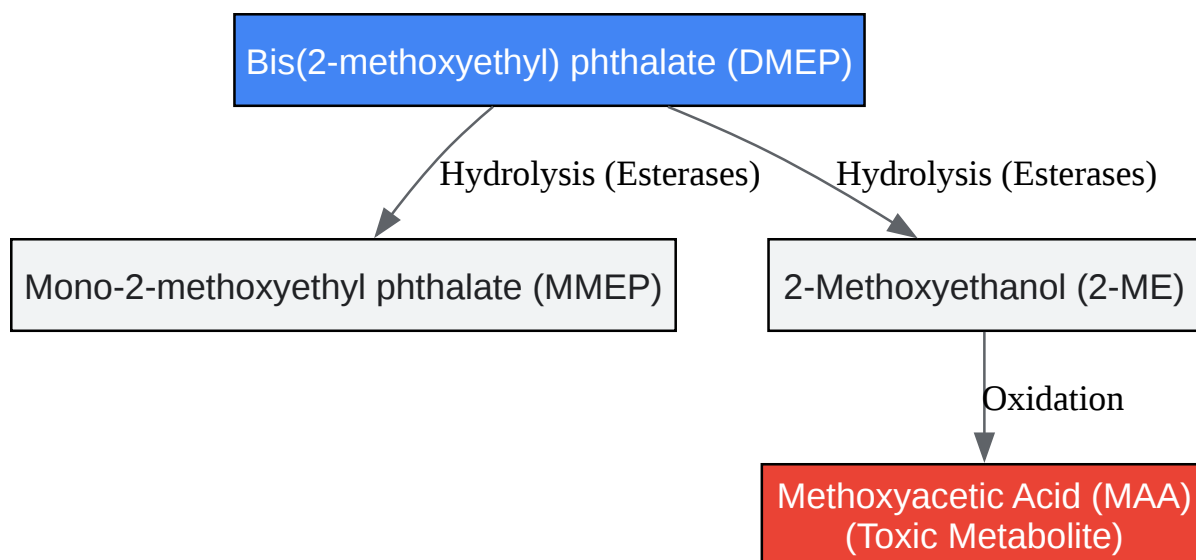 Bis(2-methoxyethyl) phthalate (DMEP)
Hydrolysis (Esterases)
Hydrolysis (Esterases)
Mono-2-methoxyethyl phthalate (MMEP)
2-Methoxyethanol (2-ME)
Oxidation
Methoxyacetic Acid (MAA)
(Toxic Metabolite)